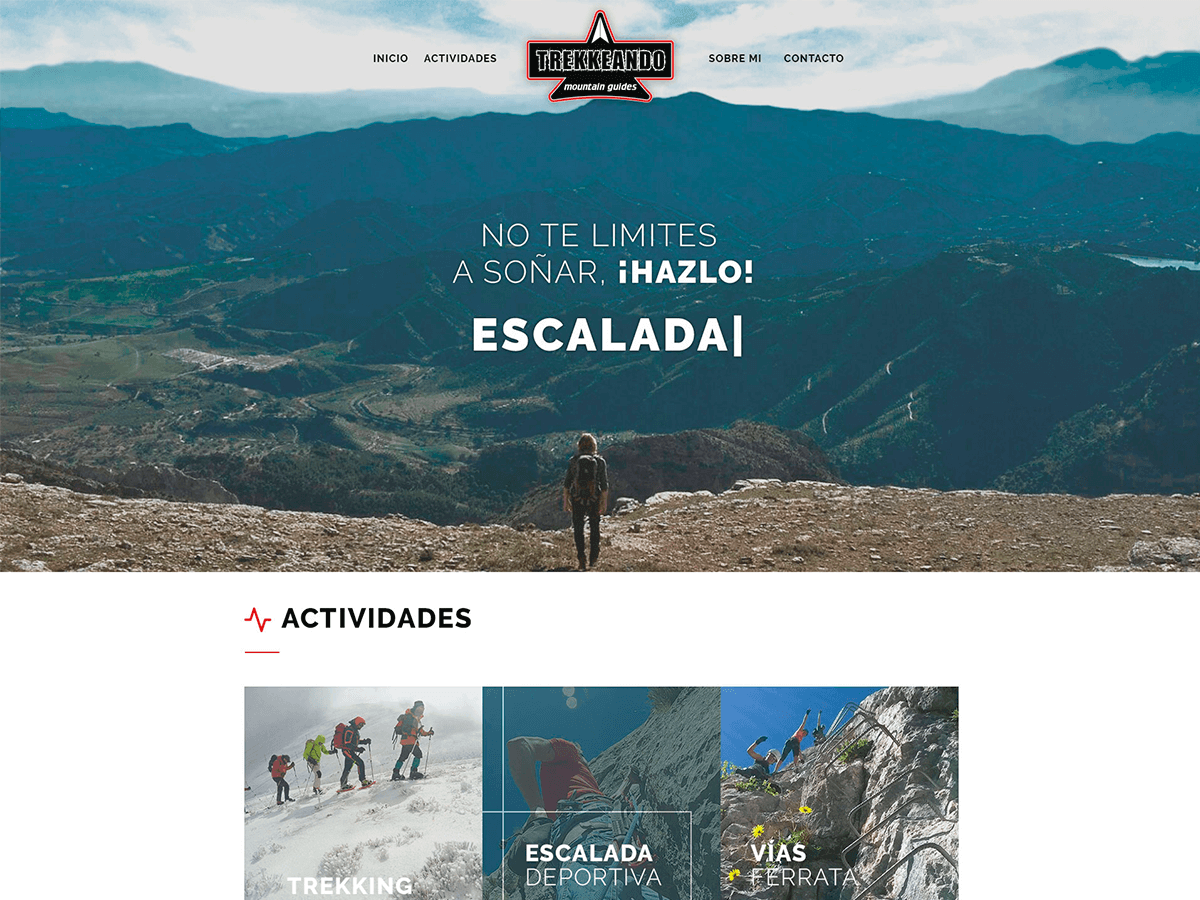 INICIO ACTIVIDADES
TREKKEANDO
mountain guides
SOBRE MI CONTACTO
NO TE LIMITES
A SOÑAR, ¡HAZLO!
ESCALADA|
ACTIVIDADES
TREKKING
ESCALADA
DEPORTIVA
VÍAS
FERRATA